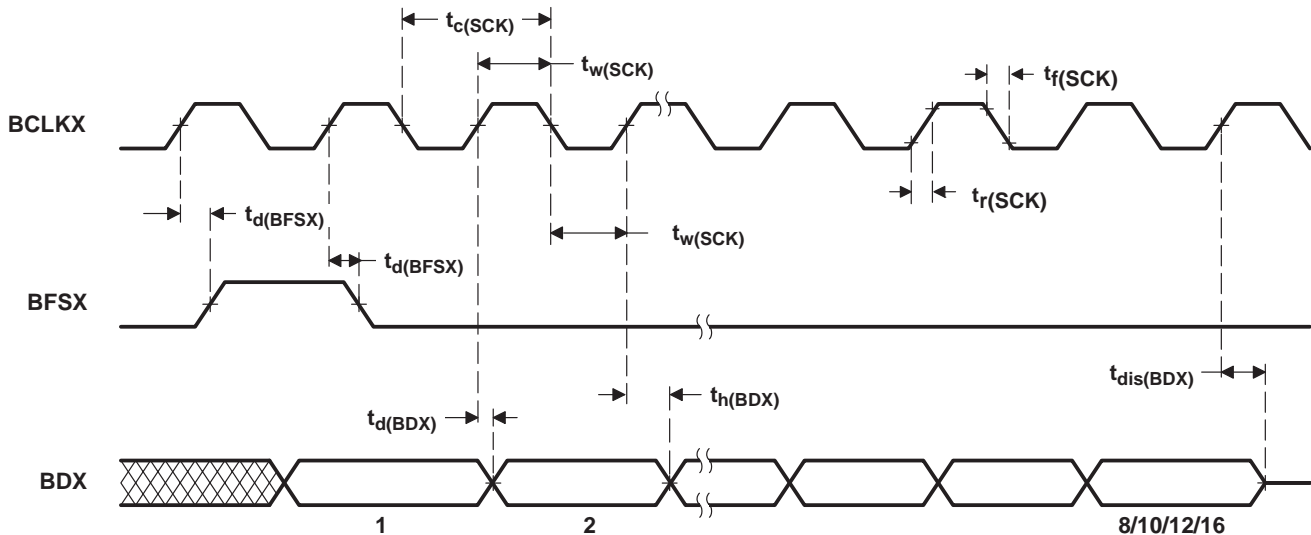 tc(SCK)
tw(SCK)
tf(SCK)
BCLKX
tr(SCK)
td(BFSX)
tw(SCK)
td(BFSX)
BFSX
tdis(BDX)
th(BDX)
td(BDX)
BDX
1 2 8/10/12/16